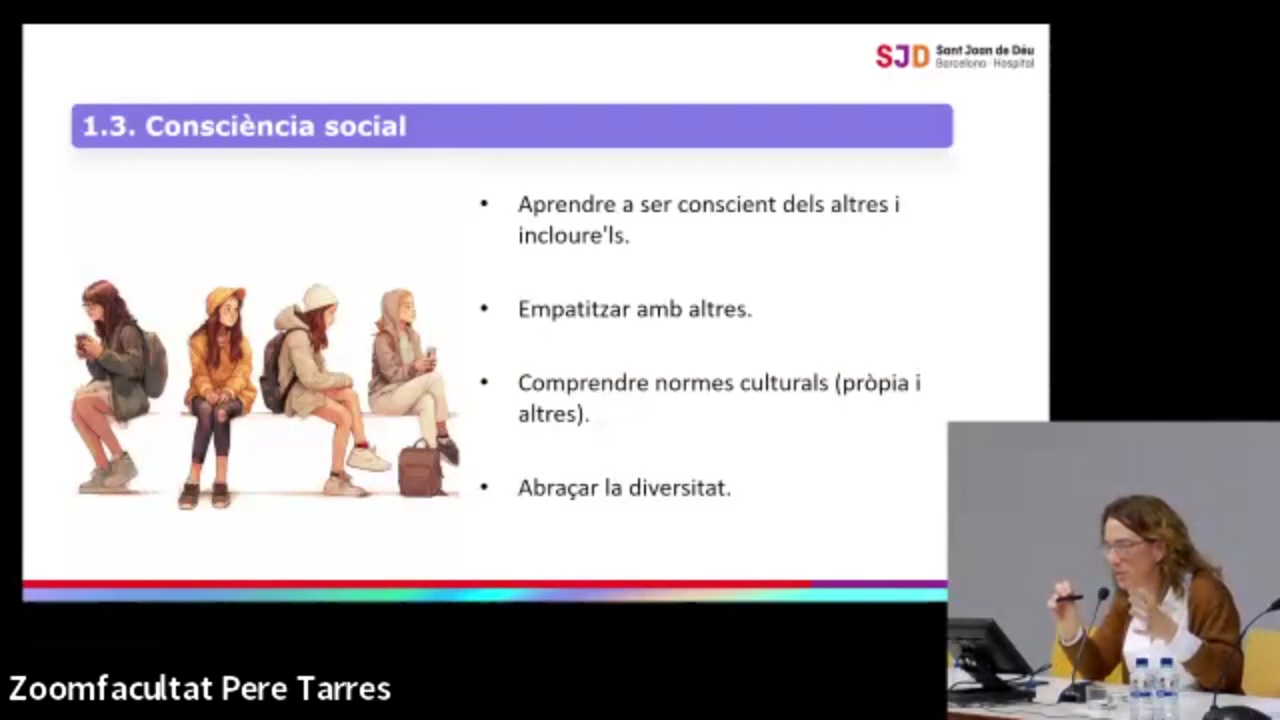 SJD Sant Joan de Déu
Barcelona · Hospital
1.3. Consciència social
• Aprendre a ser conscient dels altres i
incloure'ls.
• Empatitzar amb altres.
• Comprendre normes culturals (pròpia i
altres).
• Abraçar la diversitat.
Zoomfacultat Pere Tarres